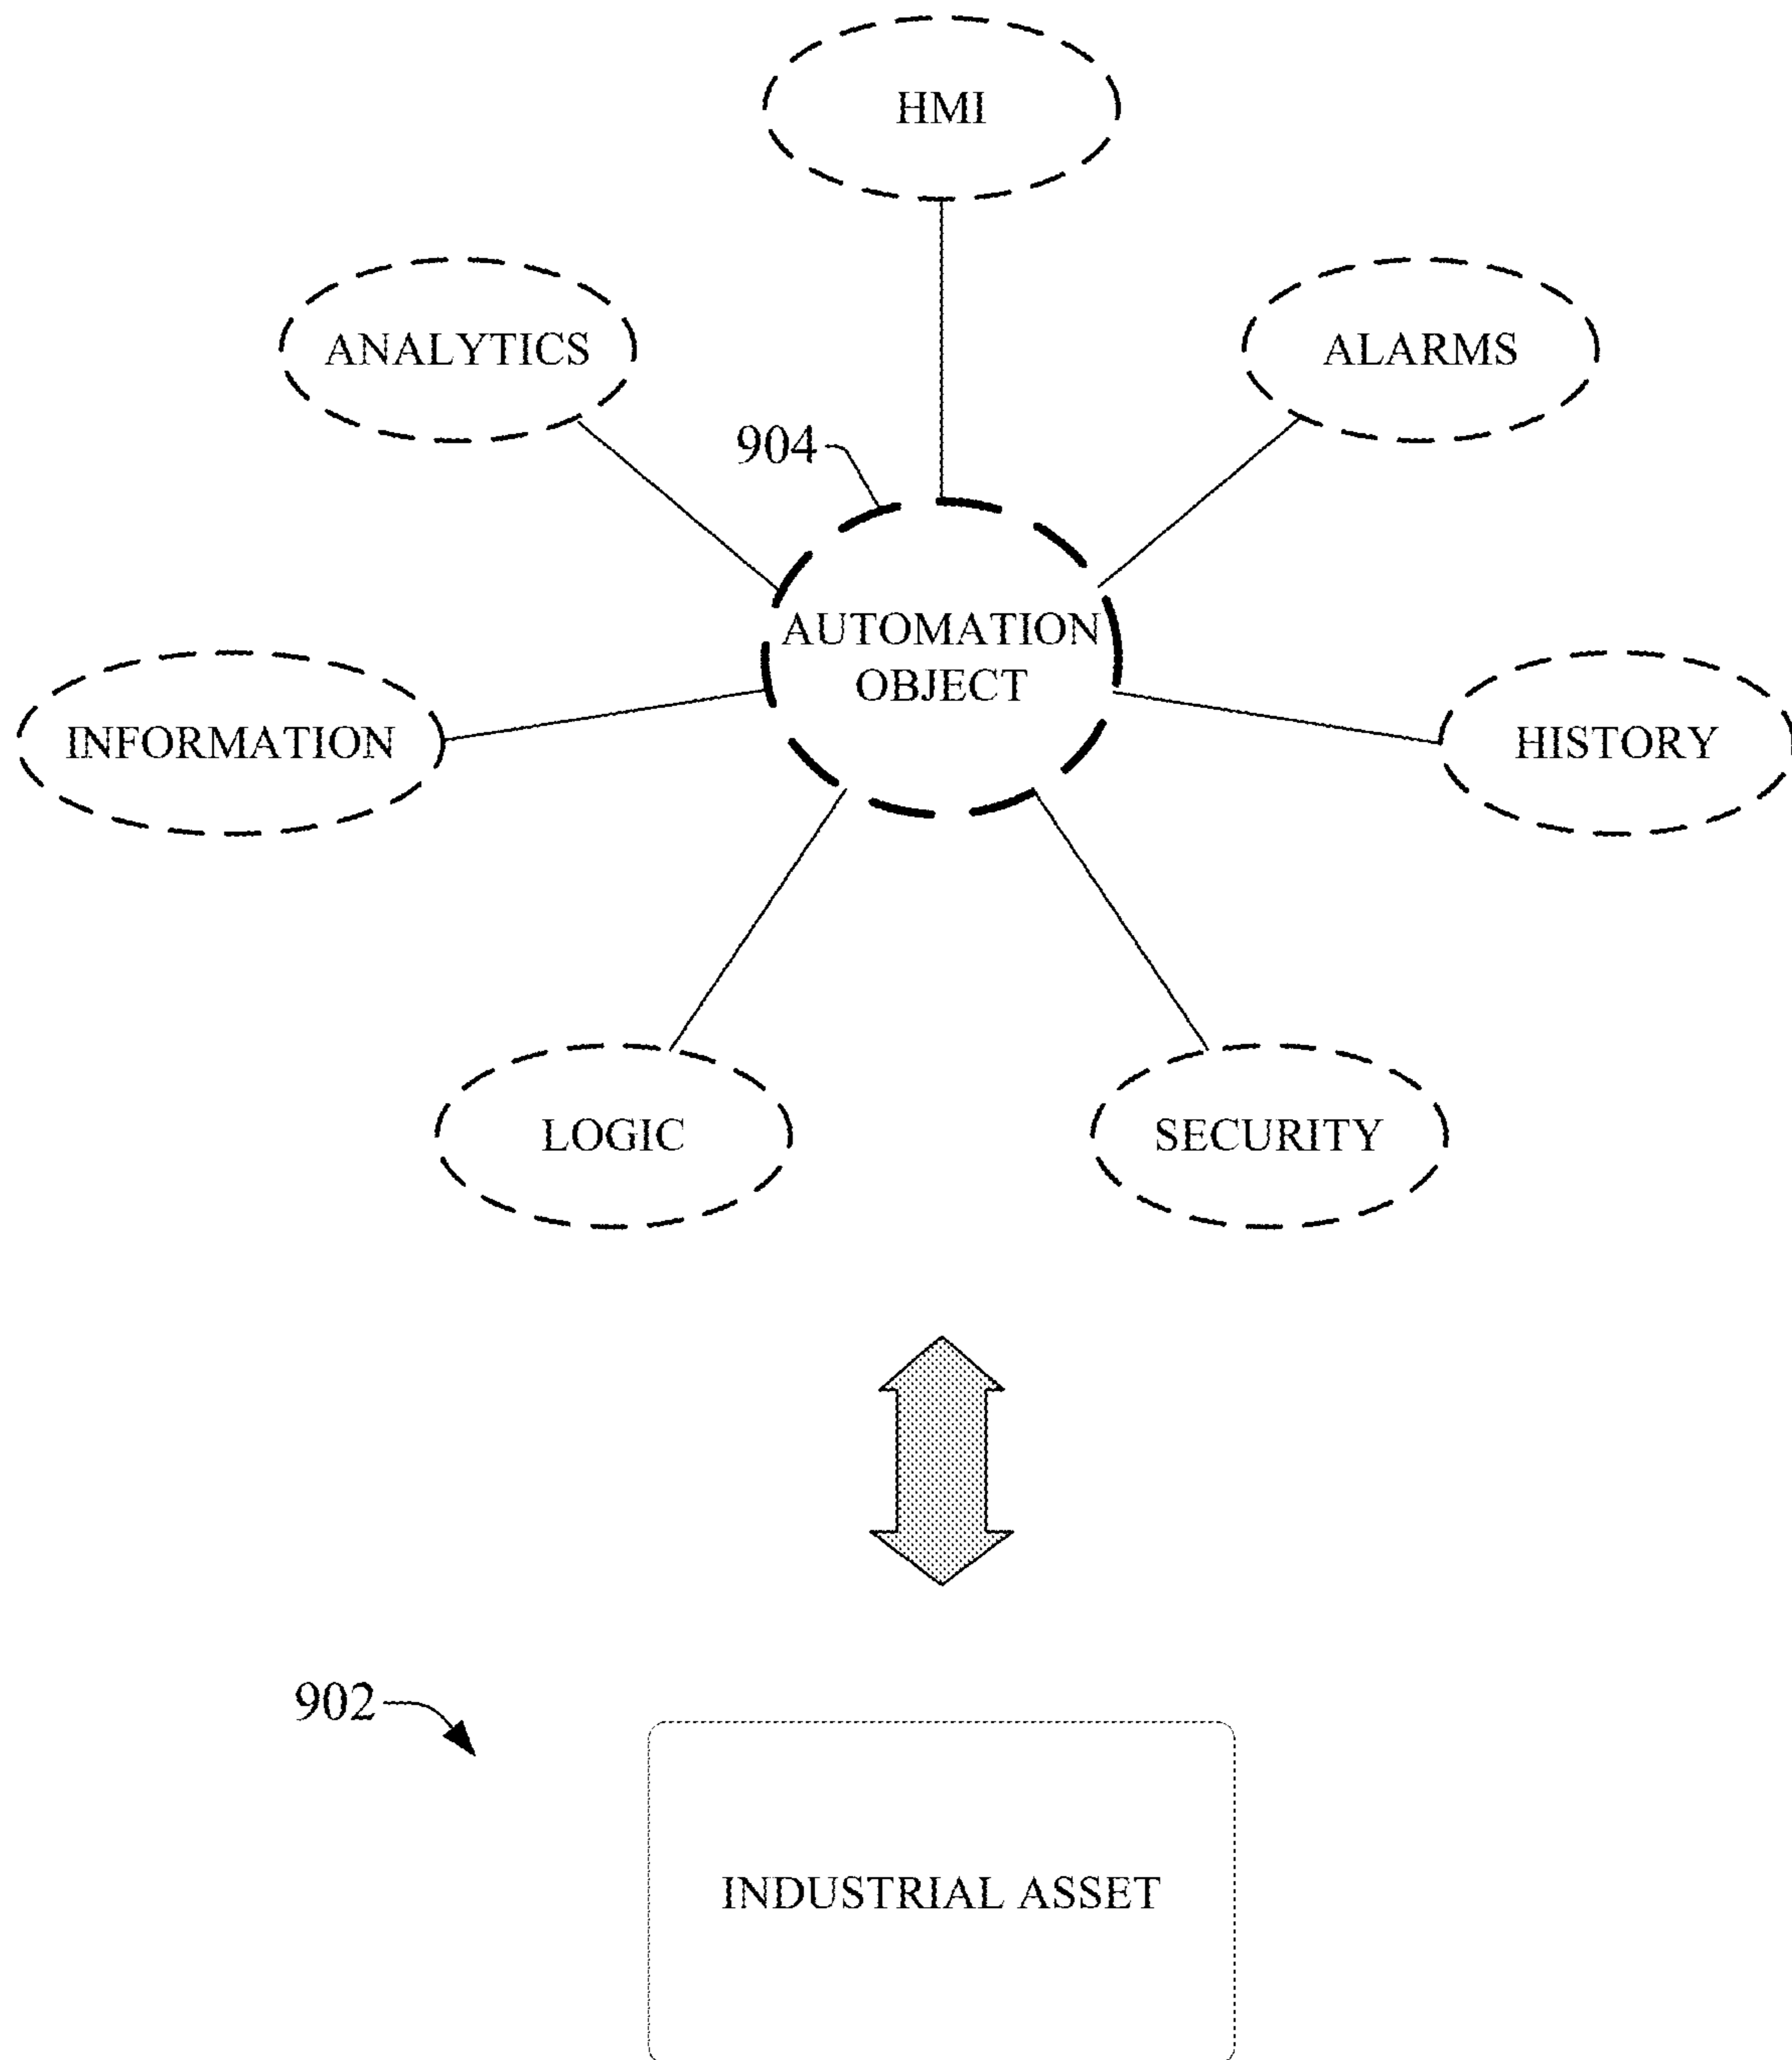 HMI
ANALYTICS
ALARMS
904
AUTOMATION
OBJECT
INFORMATION
HISTORY
LOGIC
SECURITY
902
INDUSTRIAL ASSET